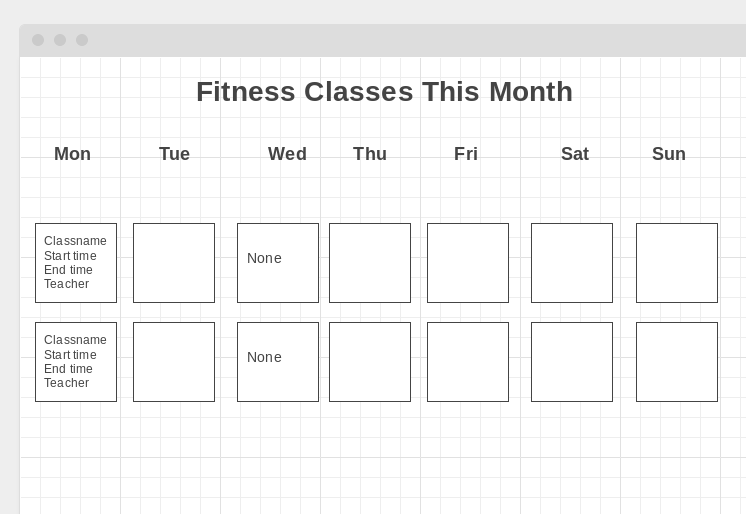 Fitness Classes This Month
Mon Tue Wed Thu Fri Sat Sun
Classname
Start time
End time
Teacher
None
Classname
Start time
End time
Teacher
None